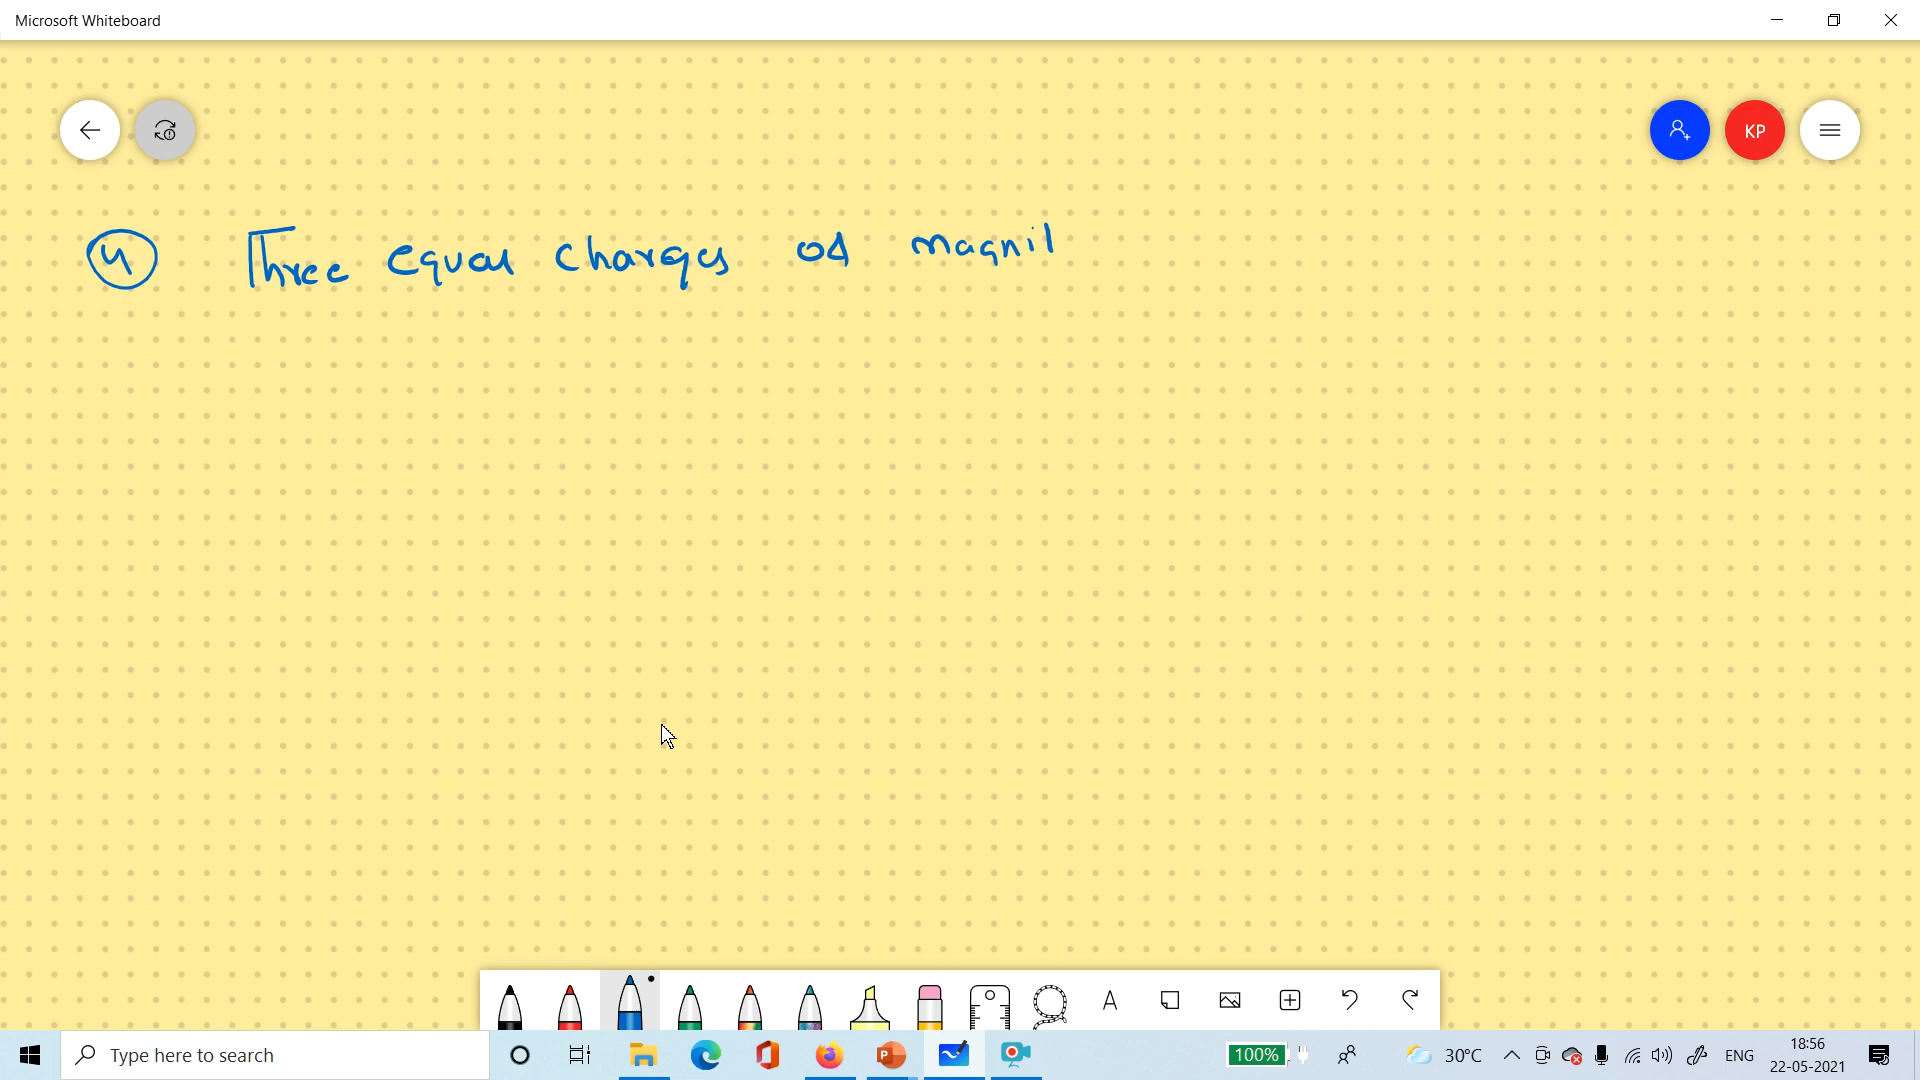 Microsoft Whiteboard
KP
4 Three equal charges of magnit
A
Type here to search
100%
30°C
ENG
18:56
22-05-2021